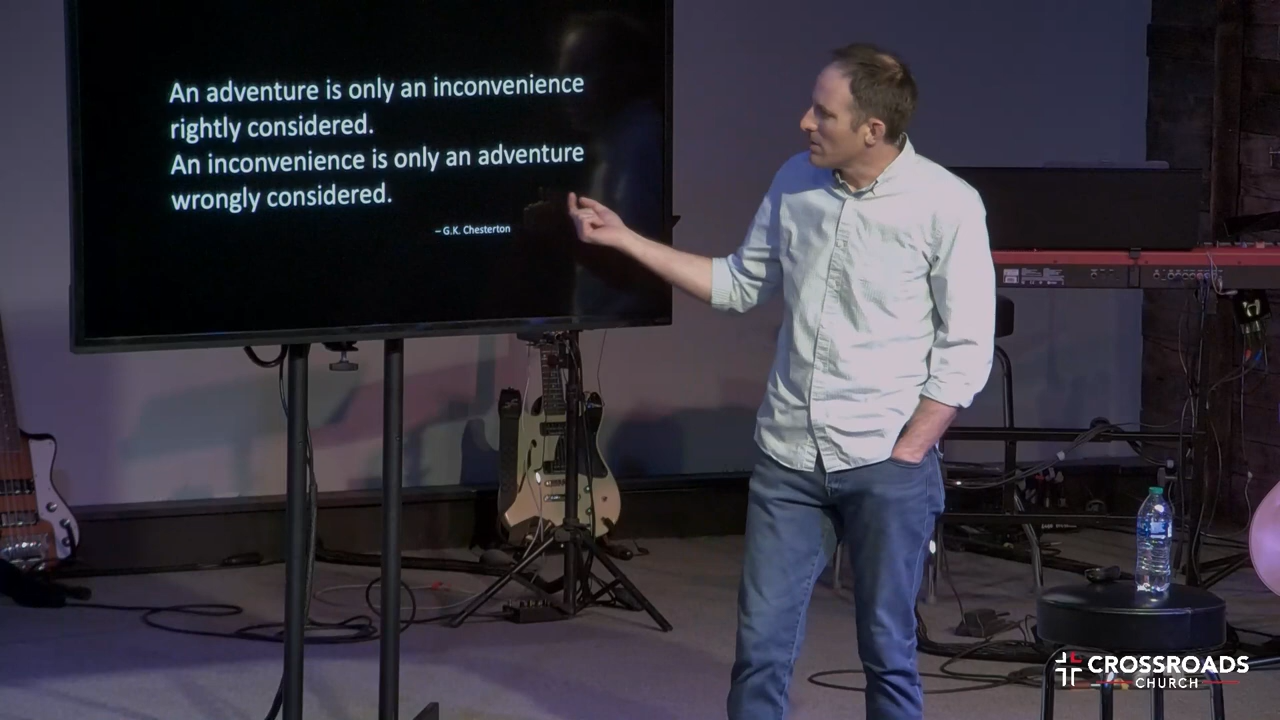 An adventure is only an inconvenience
rightly considered.
An inconvenience is only an adventure
wrongly considered.
– G.K. Chesterton
CROSSROADS
CHURCH